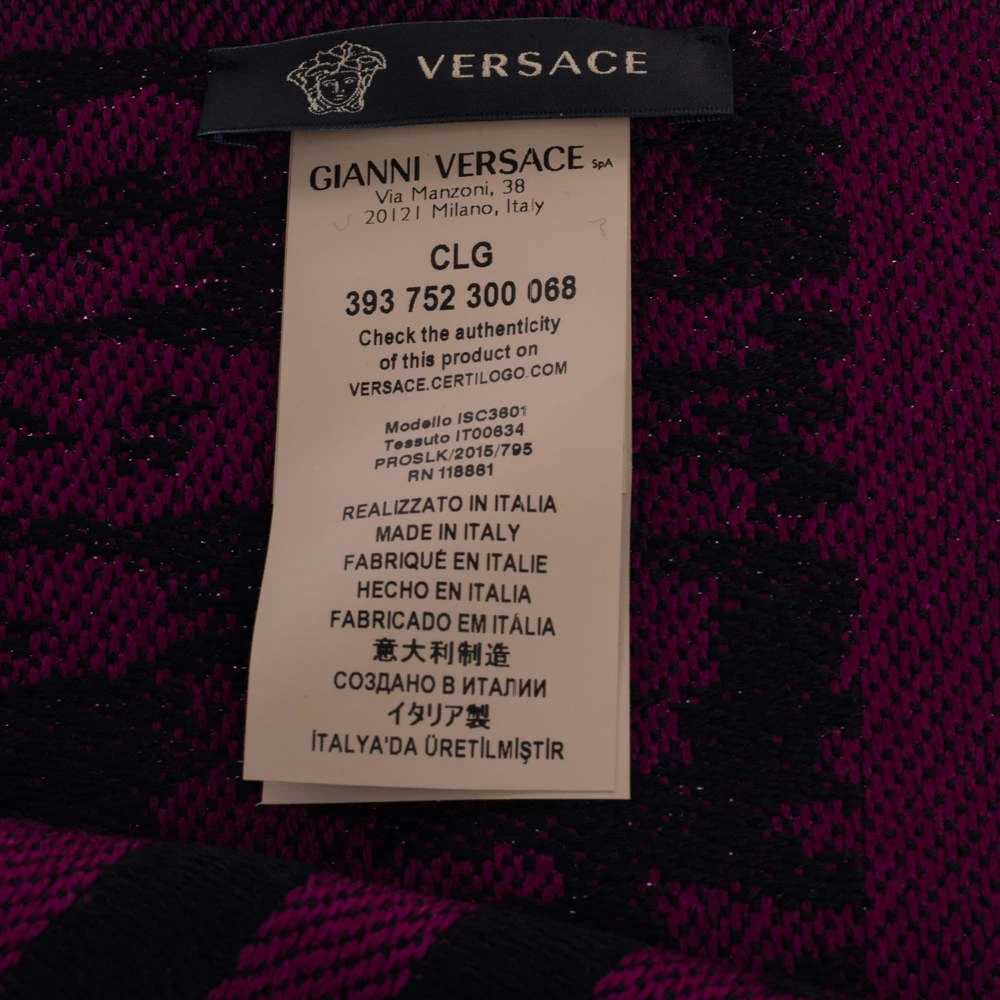 VERSACE
GIANNI VERSACE SpA
Via Manzoni, 38
20121 Milano, Italy
CLG
393 752 300 068
Check the authenticity
of this product on
VERSACE.CERTILOGO.COM
Modello ISC3601
Tessuto IT00634
PROSLK/2015/795
RN 118861
REALIZZATO IN ITALIA
MADE IN ITALY
FABRIQUÉ EN ITALIE
HECHO EN ITALIA
FABRICADO EM ITÁLIA
意大利制造
СОЗДАНО В ИТАЛИИ
イタリア製
İTALYA'DA ÜRETİLMİŞTİR